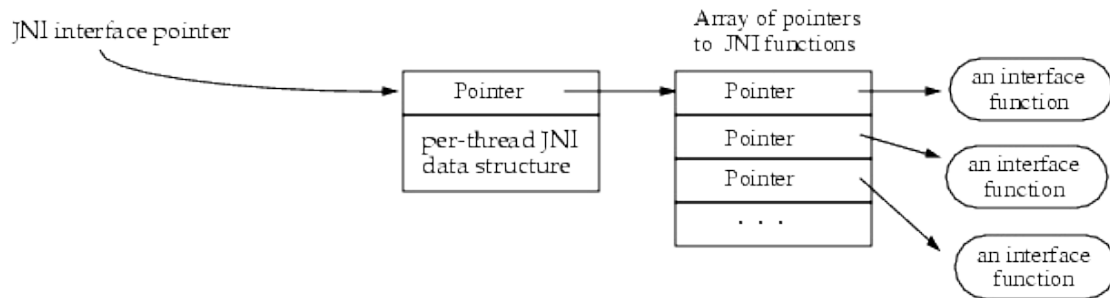 JNI interface pointer
Array of pointers
to JNI functions
Pointer
per-thread JNI
data structure
Pointer
Pointer
Pointer
. . .
an interface
function
an interface
function
an interface
function